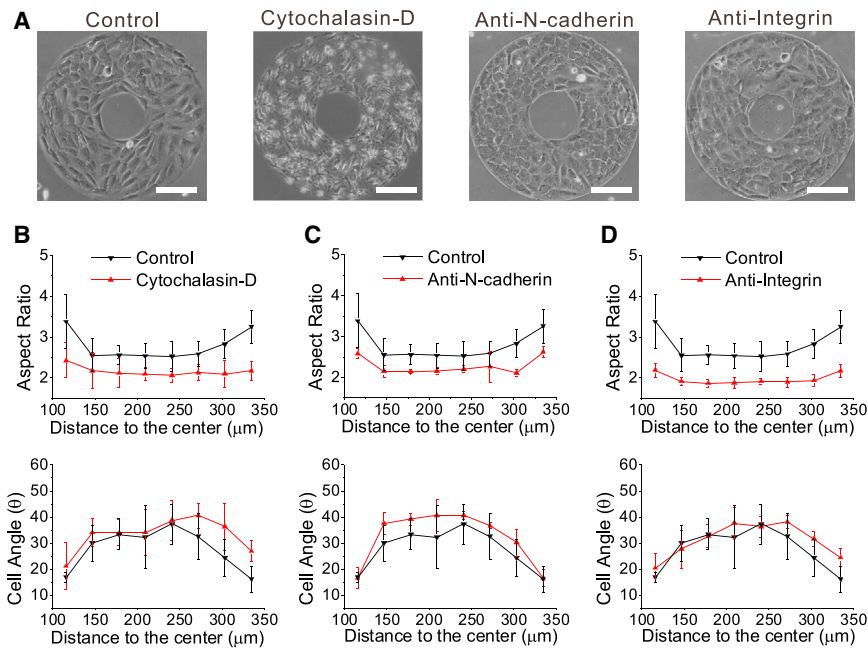 A
Control
Cytochalasin-D
Anti-N-cadherin
Anti-Integrin
B
Control
Cytochalasin-D
Aspect Ratio
5
4
3
2
100 150 200 250 300 350
Distance to the center (μm)
C
Control
Anti-N-cadherin
100 150 200 250 300 350
Distance to the center (μm)
D
Control
Anti-Integrin
Aspect Ratio
5
4
3
2
100 150 200 250 300 350
Distance to the center (μm)
Cell Angle (θ)
60
50
40
30
20
10
100 150 200 250 300 350
Distance to the center (μm)
Aspect Ratio
5
4
3
2
Cell Angle (θ)
60
50
40
30
20
10
100 150 200 250 300 350
Distance to the center (μm)
Cell Angle (θ)
60
50
40
30
20
10
100 150 200 250 300 350
Distance to the center (μm)